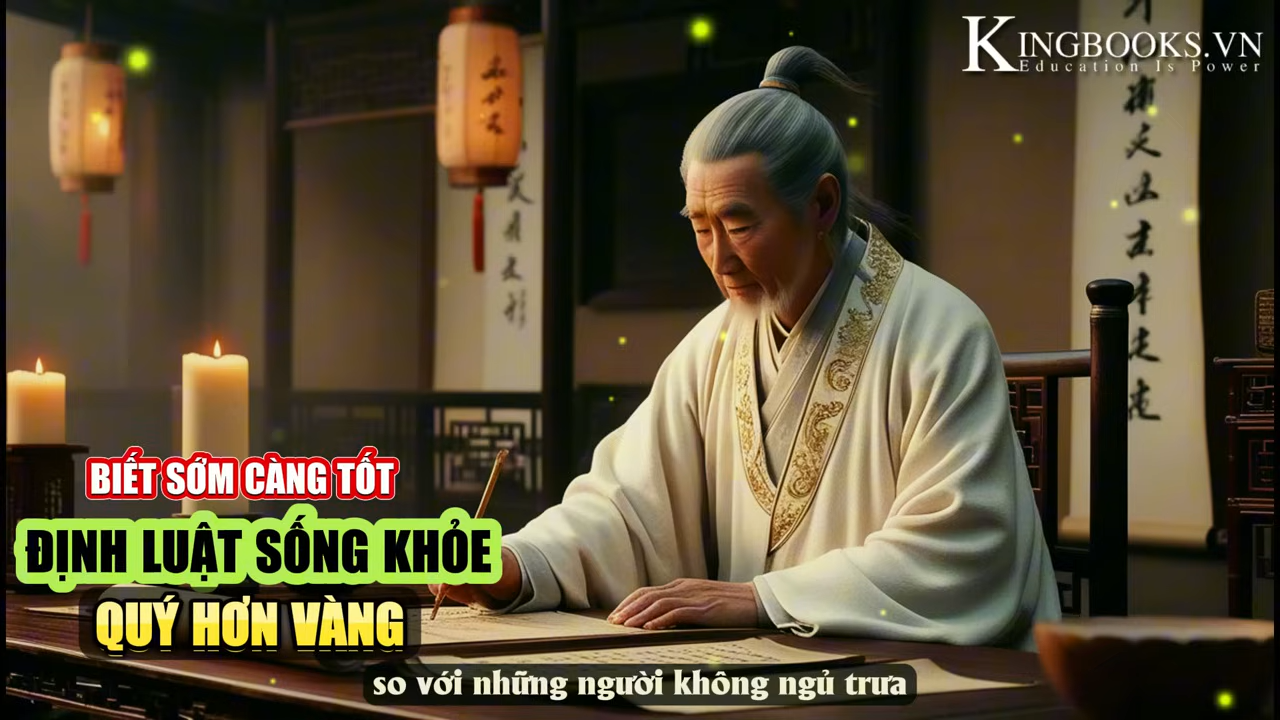 KINGBOOKS.VN
Education Is Power
BIẾT SỚM CÀNG TỐT
ĐỊNH LUẬT SỐNG KHỎE
QUÝ HƠN VÀNG
so với những người không ngủ trưa